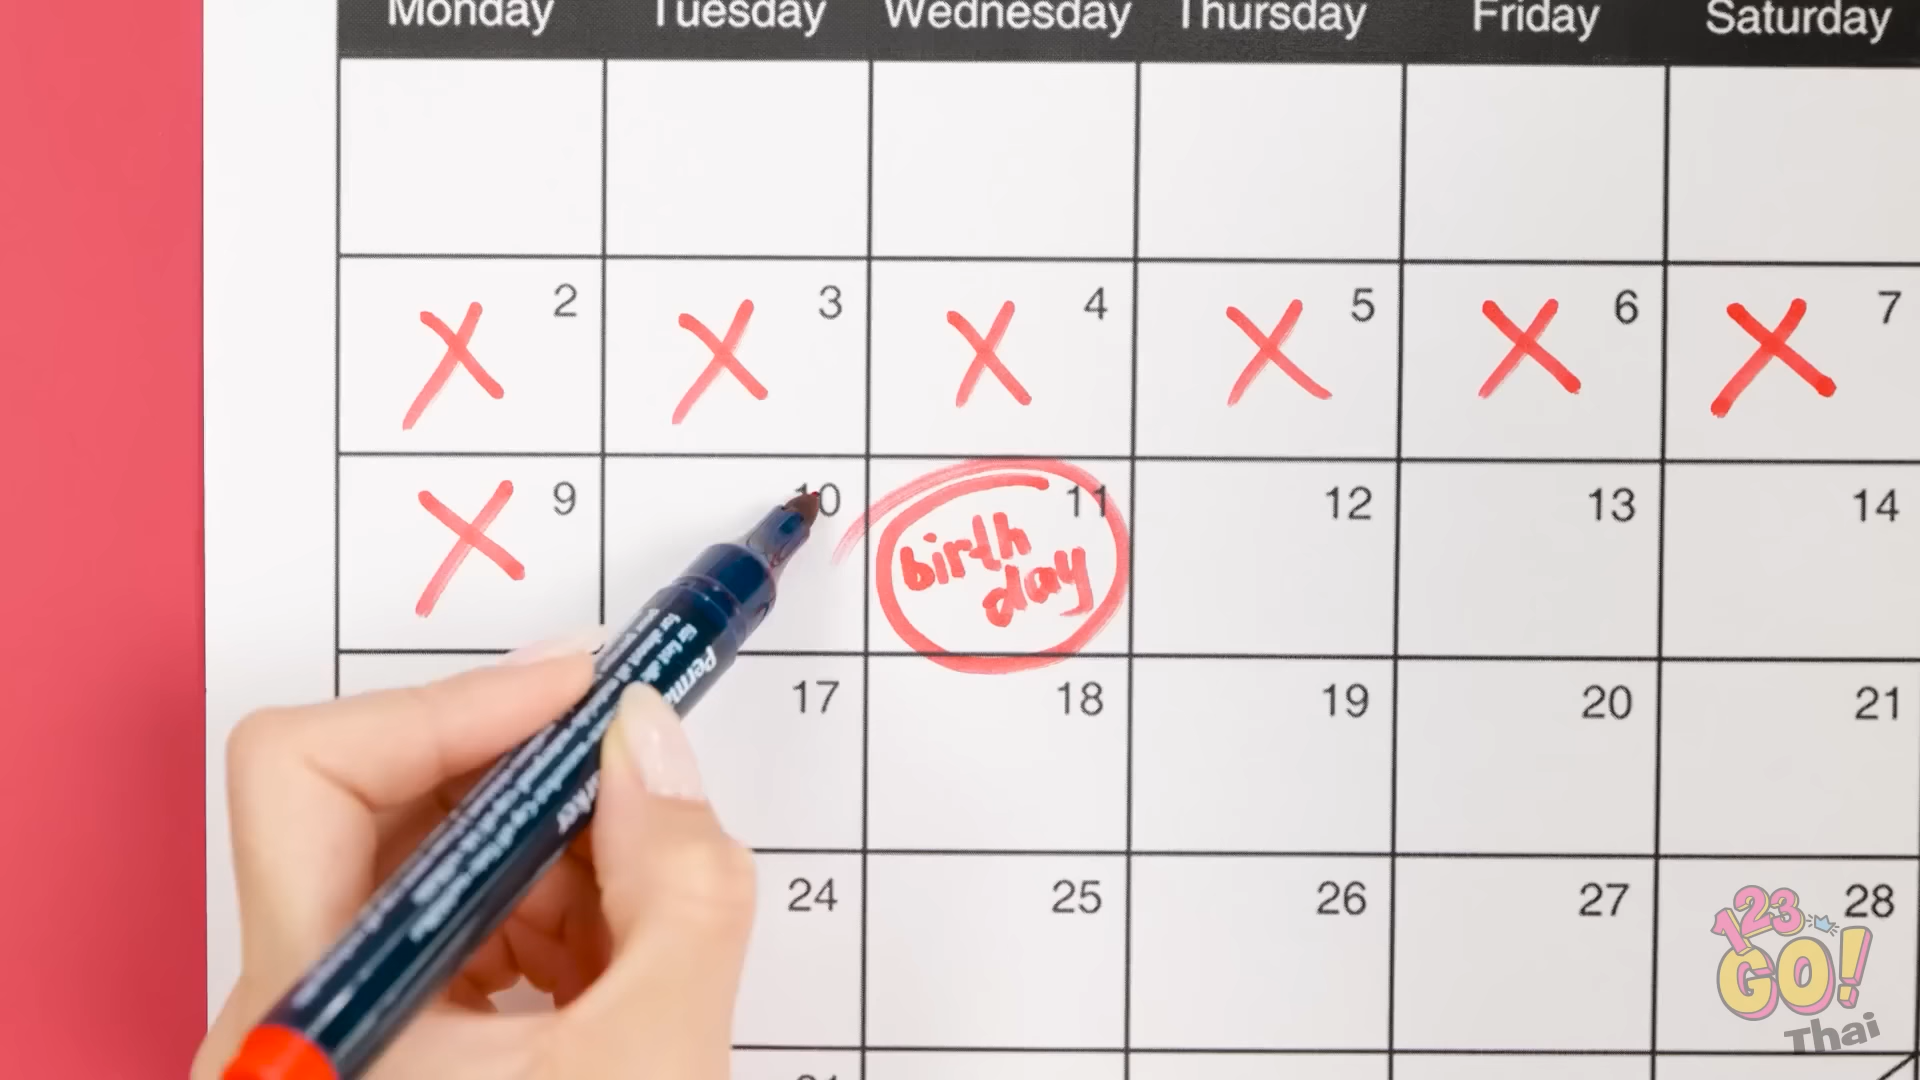 Monday Tuesday Wednesday Thursday Friday Saturday
2 3 4 5 6 7
9 10 11 12 13 14
birth
day
17 18 19 20 21
24 25 26 27 28
123
GO!
Thai